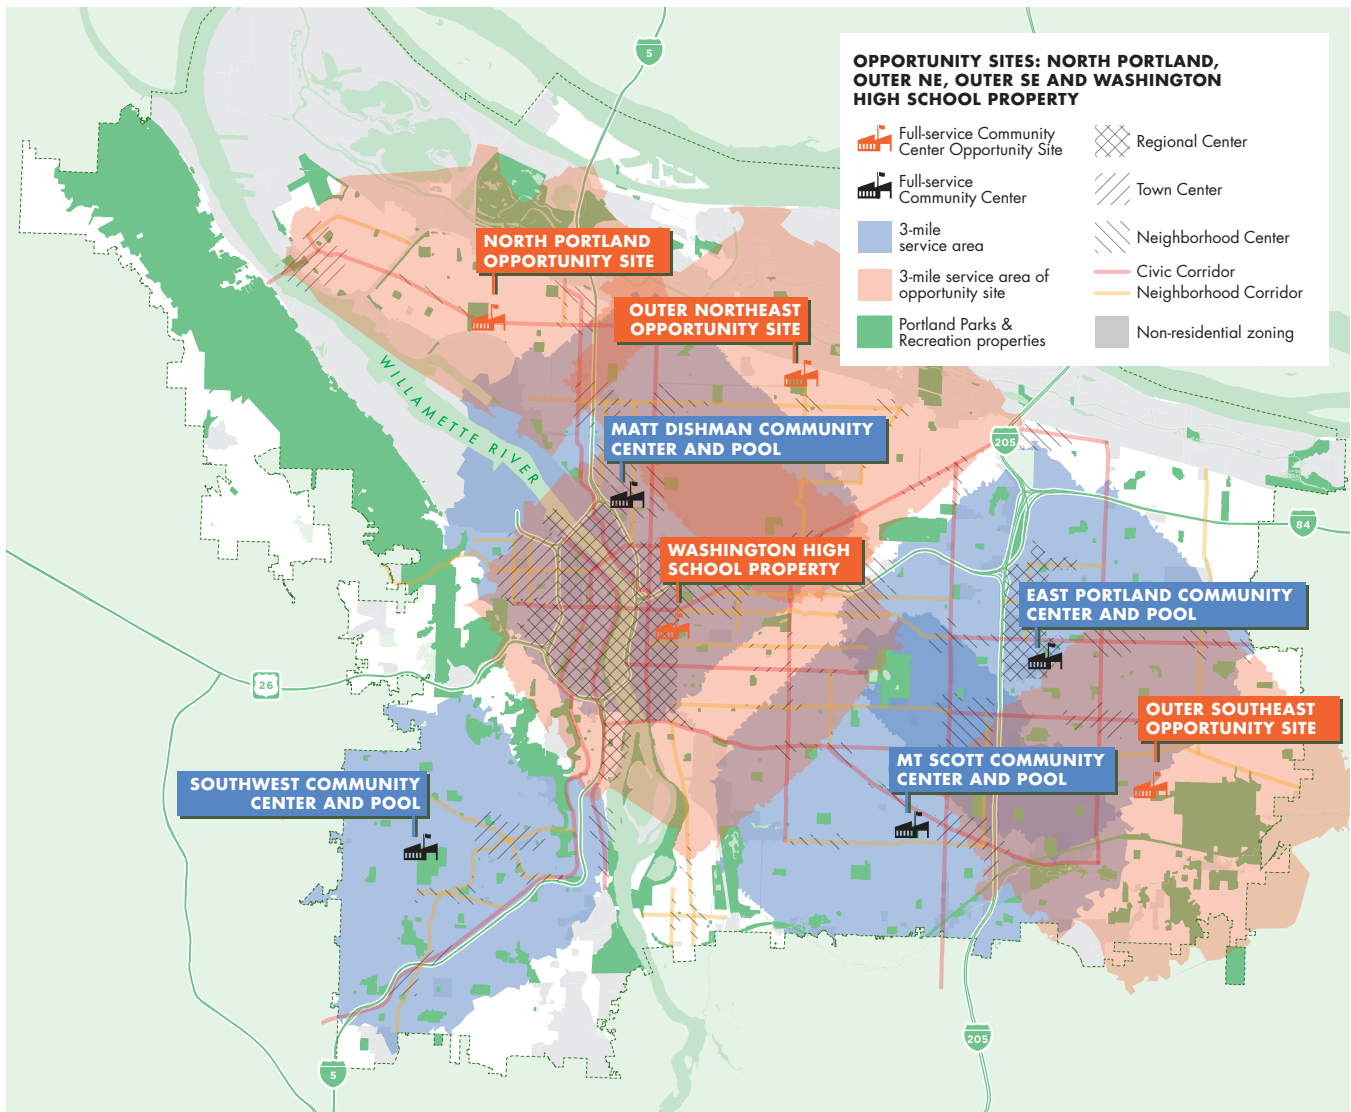 OPPORTUNITY SITES: NORTH PORTLAND,
OUTER NE, OUTER SE AND WASHINGTON
HIGH SCHOOL PROPERTY
Full-service Community
Center Opportunity Site
Full-service
Community Center
3-mile
service area
3-mile service area of
opportunity site
Portland Parks &
Recreation properties
Regional Center
Town Center
Neighborhood Center
Civic Corridor
Neighborhood Corridor
Non-residential zoning
5
NORTH PORTLAND
OPPORTUNITY SITE
OUTER NORTHEAST
OPPORTUNITY SITE
WILLAMETTE RIVER
MATT DISHMAN COMMUNITY
CENTER AND POOL
205
84
WASHINGTON HIGH
SCHOOL PROPERTY
EAST PORTLAND COMMUNITY
CENTER AND POOL
26
OUTER SOUTHEAST
OPPORTUNITY SITE
MT SCOTT COMMUNITY
CENTER AND POOL
SOUTHWEST COMMUNITY
CENTER AND POOL
205
5